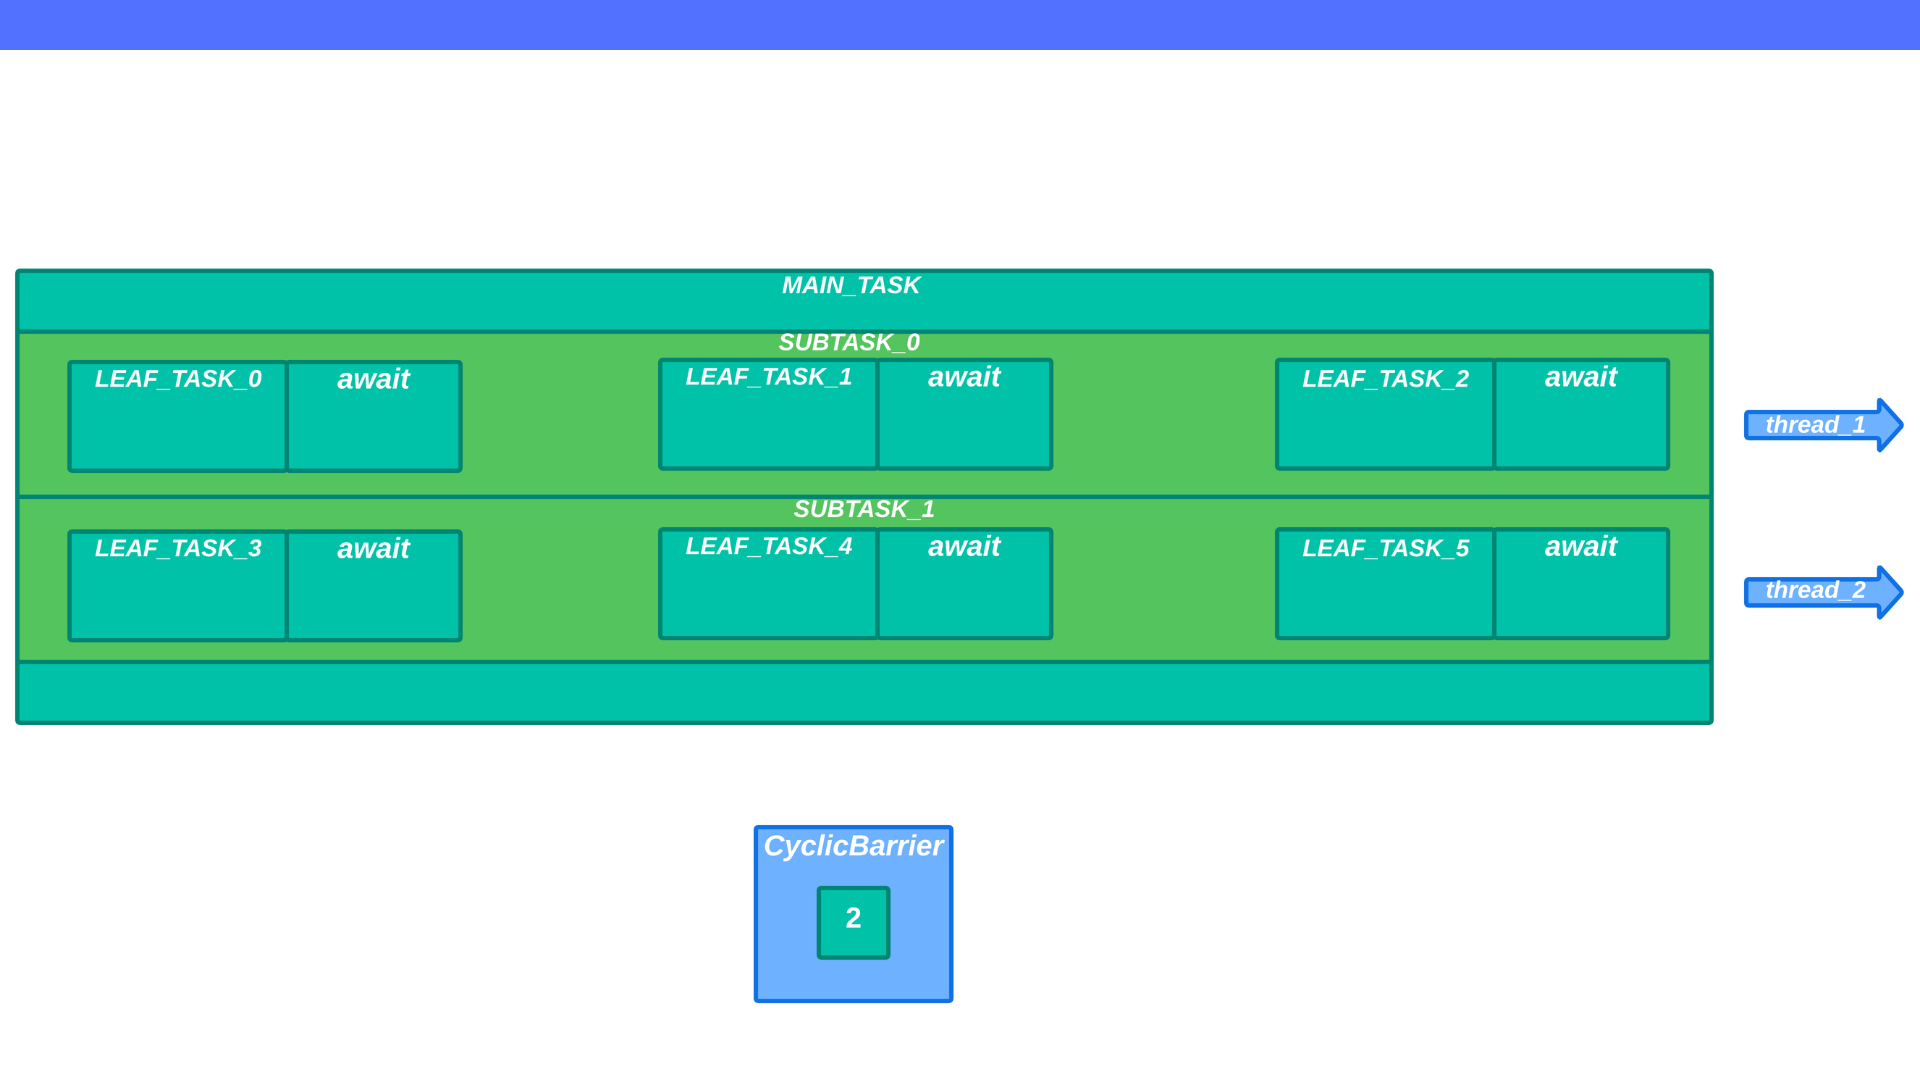 MAIN_TASK
SUBTASK_0
LEAF_TASK_0 await LEAF_TASK_1 await LEAF_TASK_2 await
thread_1
SUBTASK_1
LEAF_TASK_3 await LEAF_TASK_4 await LEAF_TASK_5 await
thread_2
CyclicBarrier
2